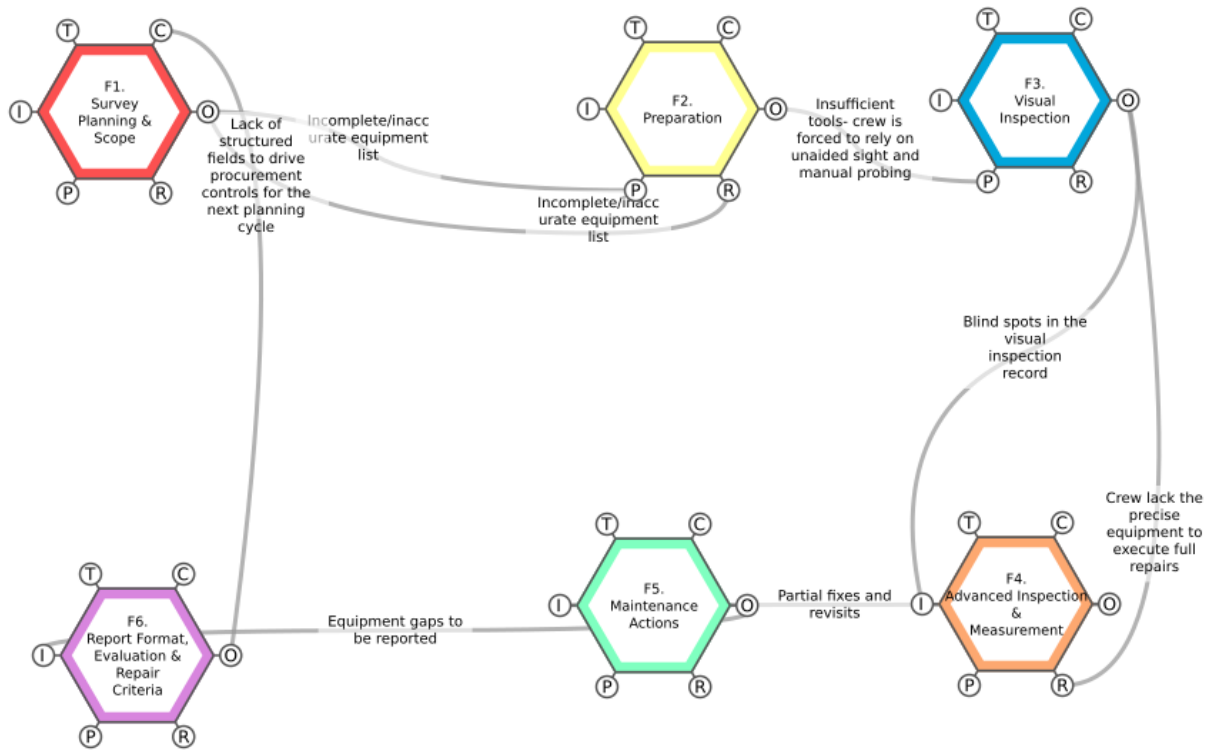 T
C
I
F1.
Survey
Planning &
Scope
O
P
R
Lack of
structured
fields to drive
procurement
controls for the
next planning
cycle
Incomplete/inacc
urate equipment
list
Incomplete/inacc
urate equipment
list
T
C
I
F2.
Preparation
O
P
R
Insufficient
tools- crew is
forced to rely on
unaided sight and
manual probing
T
C
I
F3.
Visual
Inspection
O
P
R
Blind spots in the
visual
inspection
record
Crew lack the
precise
equipment to
execute full
repairs
T
C
I
F6.
Report Format,
Evaluation &
Repair
Criteria
O
P
R
Equipment gaps to
be reported
T
C
I
F5.
Maintenance
Actions
O
P
R
Partial fixes and
revisits
T
C
I
F4.
Advanced Inspection
&
Measurement
O
P
R